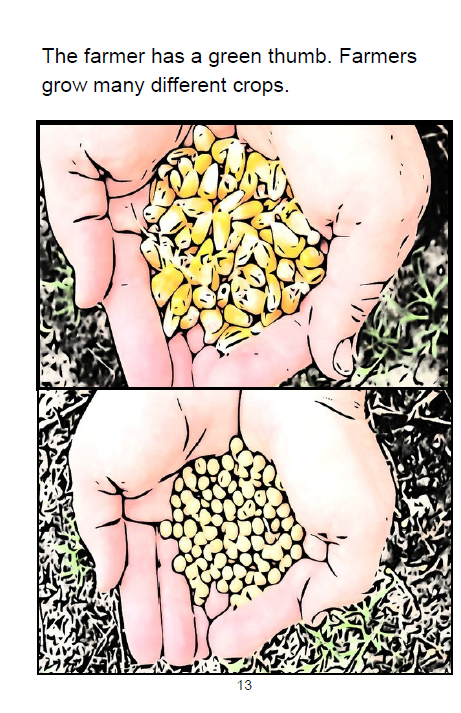 The farmer has a green thumb. Farmers
grow many different crops.
13